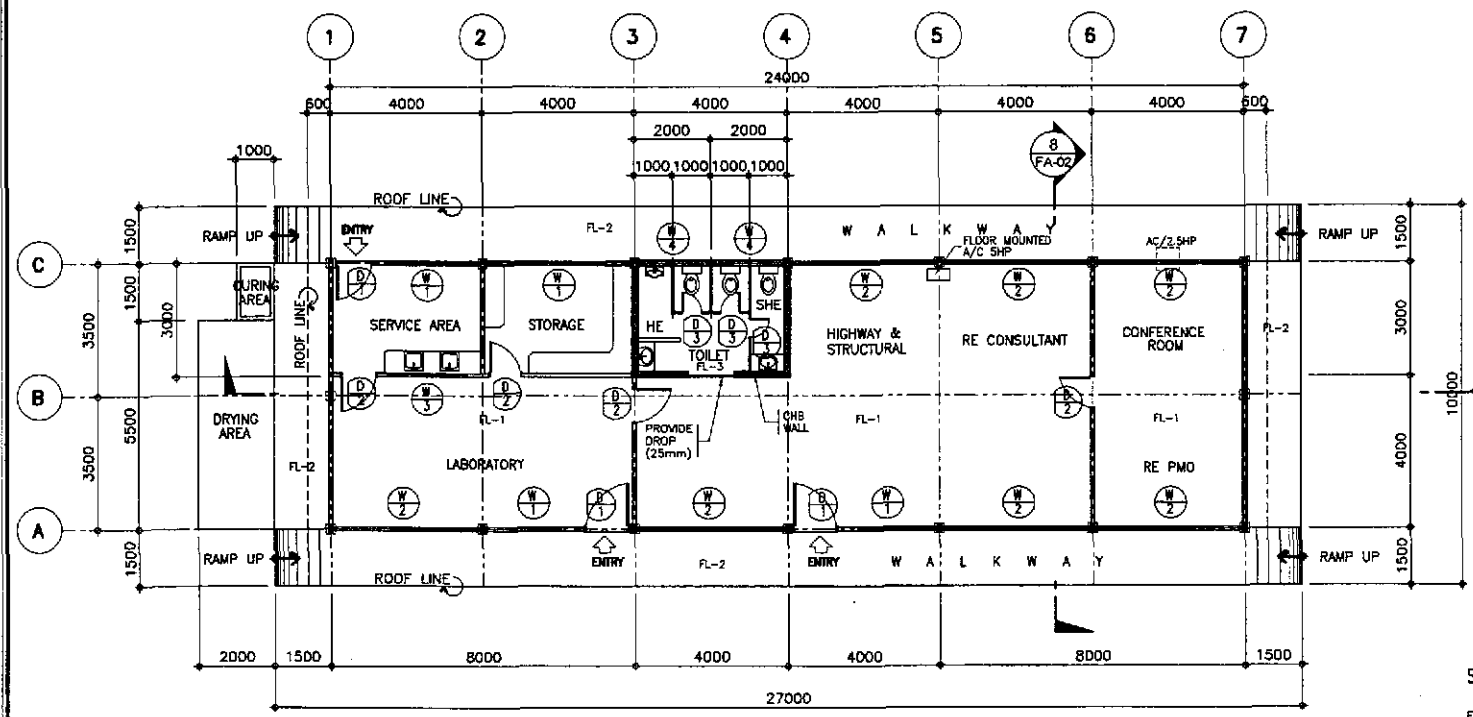 1 2 3 4 5 6 7
24000
600 4000 4000 4000 4000 4000 4000 600
2000 2000
1000 1000 1000 1000 1000
8
FA-02
ROOF LINE
ENTRY
FL-2
W A L K W A Y
RAMP UP
RAMP UP
W
4
W
4
FLOOR MOUNTED
A/C 5HP
AC/2.5HP
1500
1500
C
D
1
W
1
W
1
W
2
W
2
W
2
CURING
AREA
ROOF LINE
SERVICE AREA
STORAGE
HE
D
3
D
3
SHE
D
3
TOILET
FL-3
HIGHWAY &
STRUCTURAL
RE CONSULTANT
CONFERENCE
ROOM
FL-2
1500
3500
3000
3000
B
D
2
W
3
D
2
D
2
D
2
DRYING
AREA
FL-1
PROVIDE
DROP
(25mm)
CHB
WALL
FL-1
FL-1
10000
5500
3500
4000
FL-2
LABORATORY
RE PMO
W
2
W
1
D
1
W
2
D
1
W
1
W
2
W
2
A
RAMP UP
ENTRY
FL-2
ENTRY
W A L K W A Y
RAMP UP
1500
1500
ROOF LINE
2000 1500 8000 4000 4000 8000 1500
27000